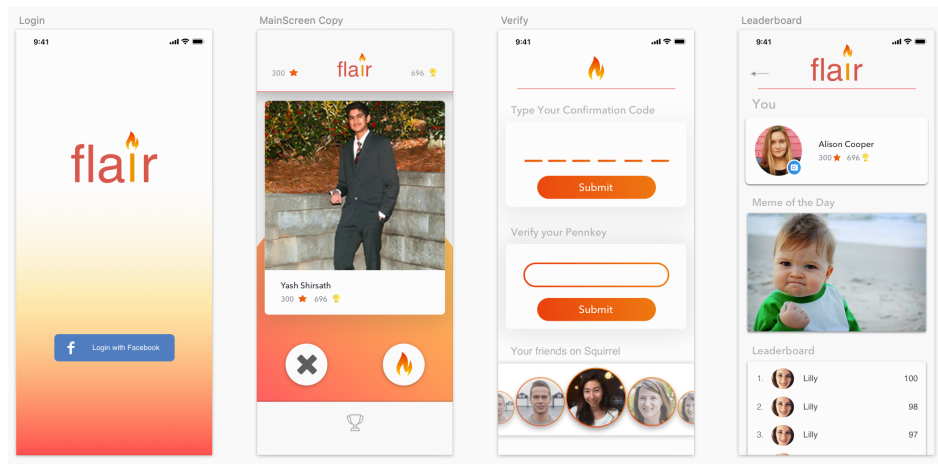 Login
9:41
flair
f Login with Facebook
MainScreen Copy
300 flair 696
Yash Shirsath
300 696
Verify
9:41
Type Your Confirmation Code
Submit
Verify your Pennkey
Submit
Your friends on Squirrel
Leaderboard
9:41
flair
You
Alison Cooper
300 696
Meme of the Day
Leaderboard
1. Lilly 100
2. Lilly 98
3. Lilly 97